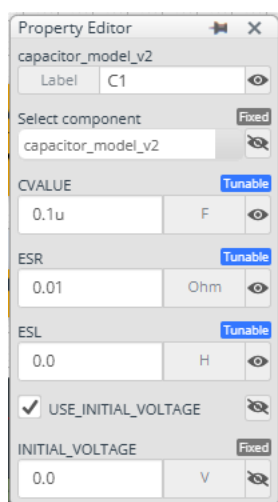 Property Editor
capacitor_model_v2
Label C1
Select component Fixed
capacitor_model_v2
CVALUE Tunable
0.1u F
ESR Tunable
0.01 Ohm
ESL Tunable
0.0 H
USE_INITIAL_VOLTAGE
INITIAL_VOLTAGE Fixed
0.0 V